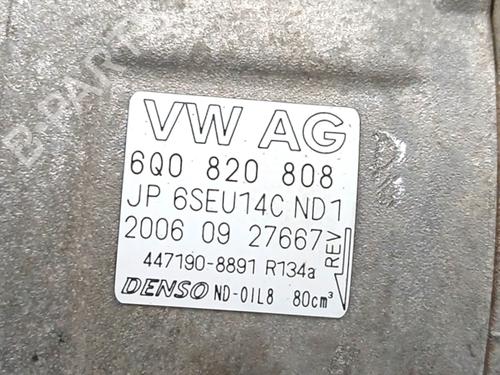 VW AG
6Q0 820 808
JP 6SEU14C ND1
2006 09 27667
REV
447190-8891 R134a
DENSO ND-OIL8 80cm³
B-PARTS